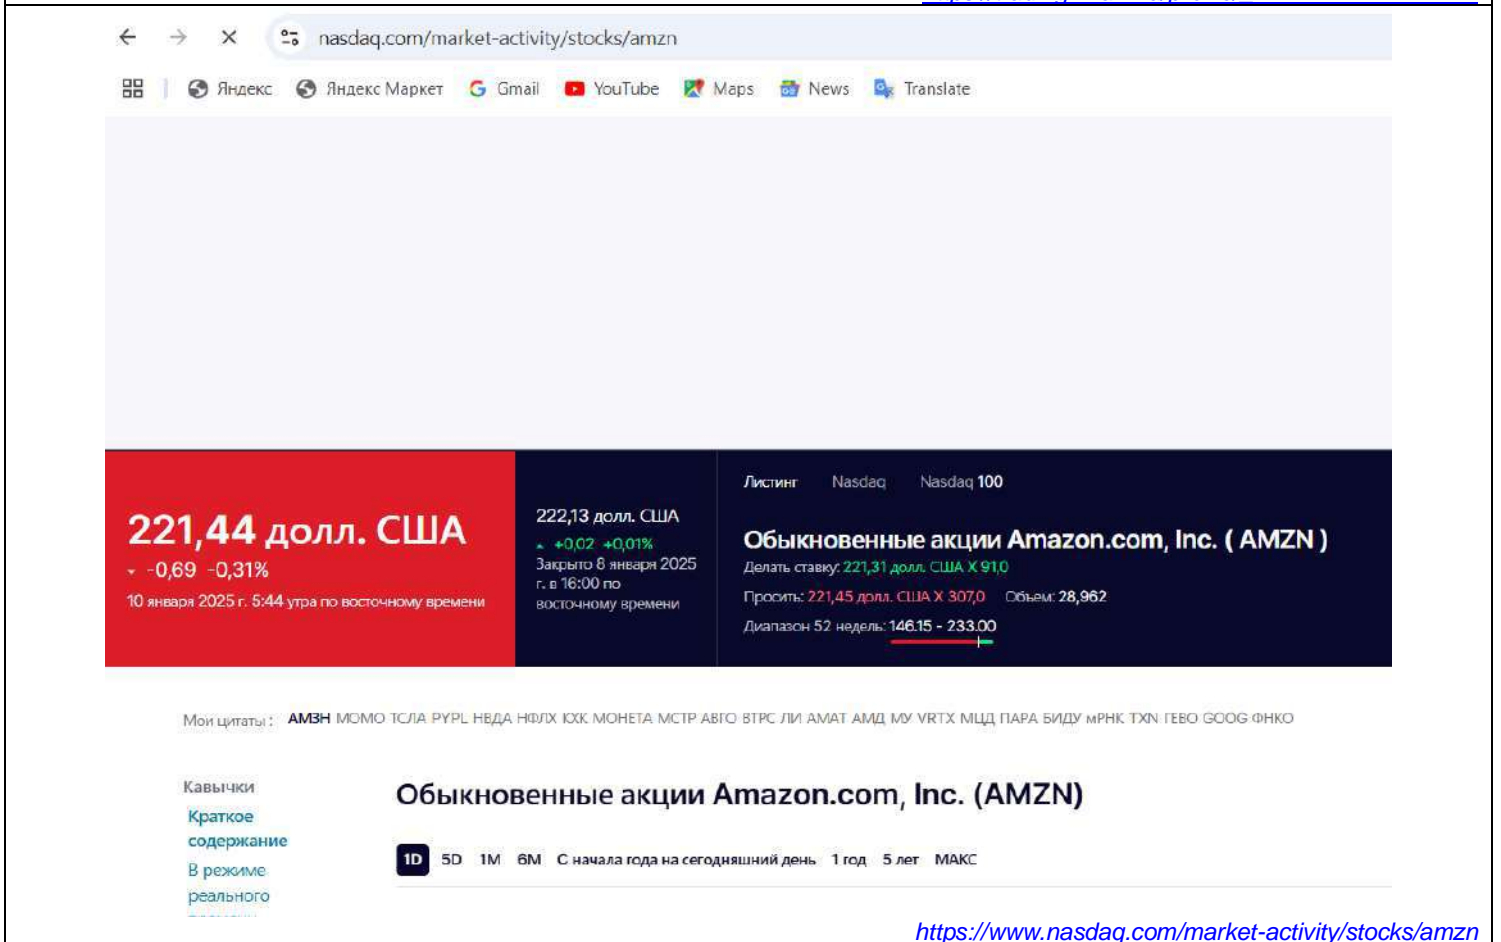 nasdaq.com/market-activity/stocks/amzn
Яндекс Яндекс Маркет Gmail YouTube Maps News Translate
221,44 долл. США
-0,69 -0,31%
10 января 2025 г. 5:44 утра по восточному времени
222,13 долл. США
+0,02 +0,01%
Закрыто 8 января 2025
г. в 16:00 по
восточному времени
Листинг Nasdaq Nasdaq 100
Обыкновенные акции Amazon.com, Inc. ( AMZN )
Делать ставку: 221,31 долл. США X 91,0
Просить: 221,45 долл. США X 307,0 Объем: 28,962
Диапазон 52 недель: 146.15 - 233.00
Мои цитаты : АМЗН МОМО ТСЛА PYPL НВДА НФЛХ КХК МОНЕТА МСТР АВГО ВТРС ЛИ АМАТ АМД МУ VRTX МЦД ПАРА БИДУ мРНК TXN ГЕВО GOOG ФНКО
Кавычки
Краткое
содержание
В режиме
реального
Обыкновенные акции Amazon.com, Inc. (AMZN)
1D 5D 1M 6M С начала года на сегодняшний день 1 год 5 лет МАКС
https://www.nasdaq.com/market-activity/stocks/amzn